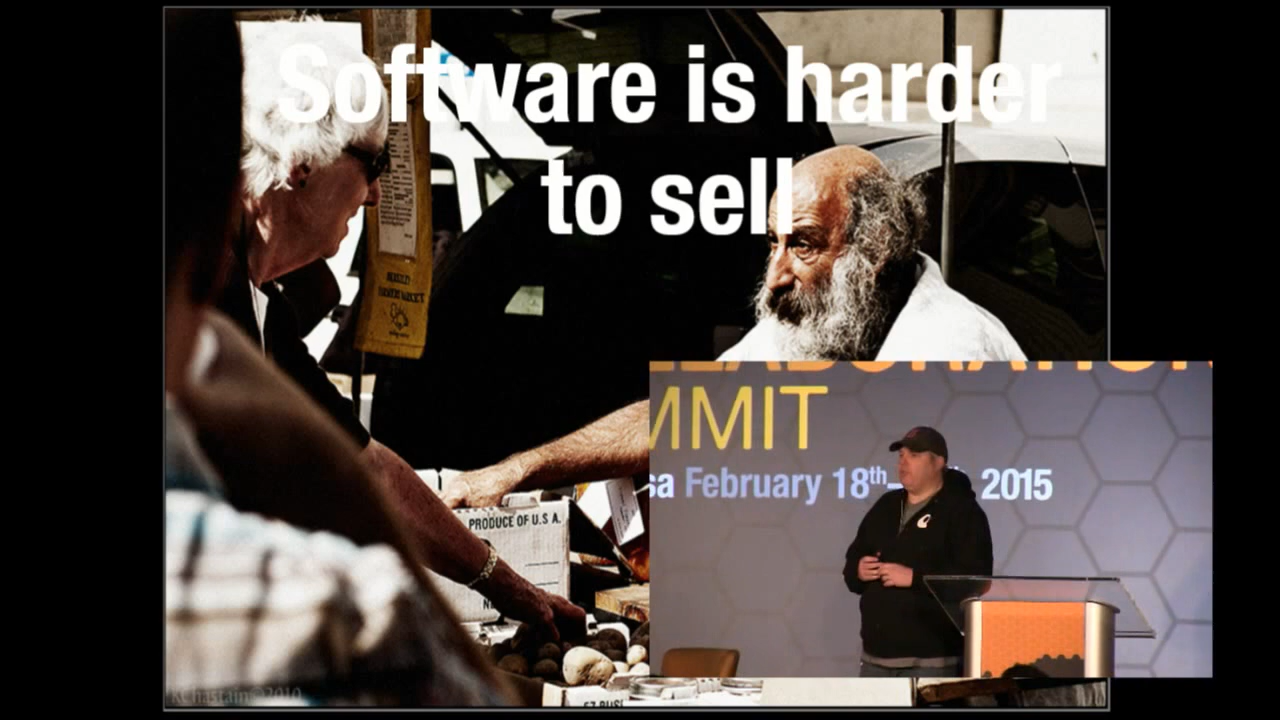 Software is harder
to sell
PRODUCE OF U.S.A.
MMIT
sa February 18th– 2015
KChastain©2010